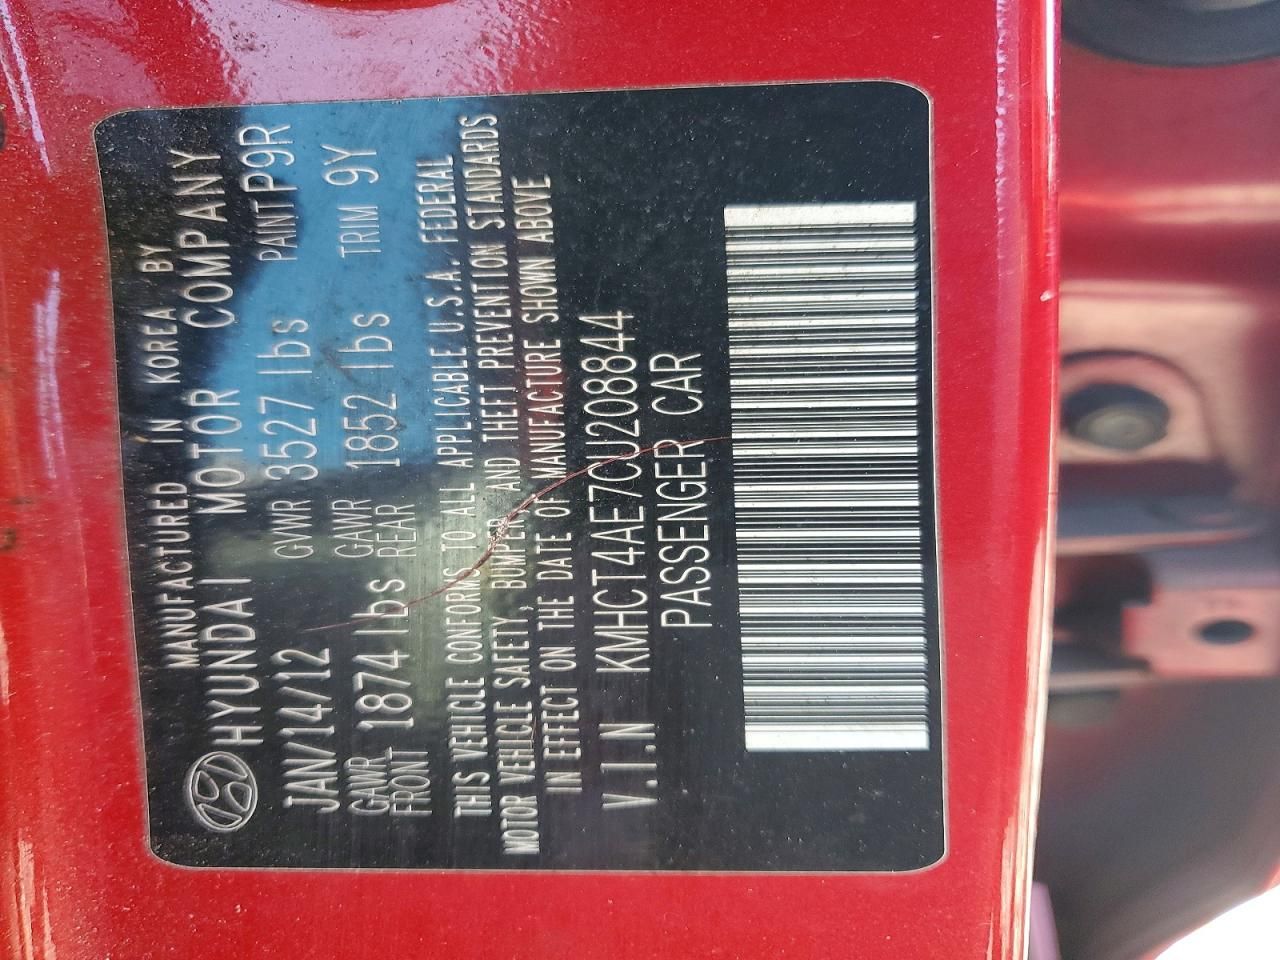 MANUFACTURED IN KOREA BY
HYUNDAI MOTOR COMPANY
JAN/14/12 GVWR 3527 lbs PAINT P9R
GAWR FRONT 1874 lbs GAWR REAR 1852 lbs TRIM 9Y
THIS VEHICLE CONFORMS TO ALL APPLICABLE U.S.A. FEDERAL
MOTOR VEHICLE SAFETY, BUMPER, AND THEFT PREVENTION STANDARDS
IN EFFECT ON THE DATE OF MANUFACTURE SHOWN ABOVE
V.I.N KMHCT4AE7CU208844
PASSENGER CAR